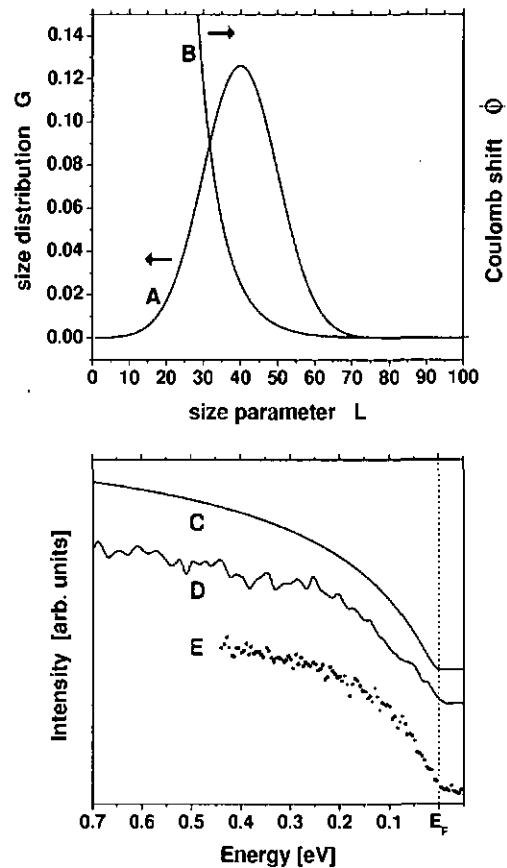 0.14
0.12
0.10
0.08
0.06
0.04
0.02
0.00
size distribution G
B
A
Coulomb shift ϕ
0 10 20 30 40 50 60 70 80 90 100
size parameter L
Intensity [arb. units]
C
D
E
0.7 0.6 0.5 0.4 0.3 0.2 0.1 E_F
Energy [eV]